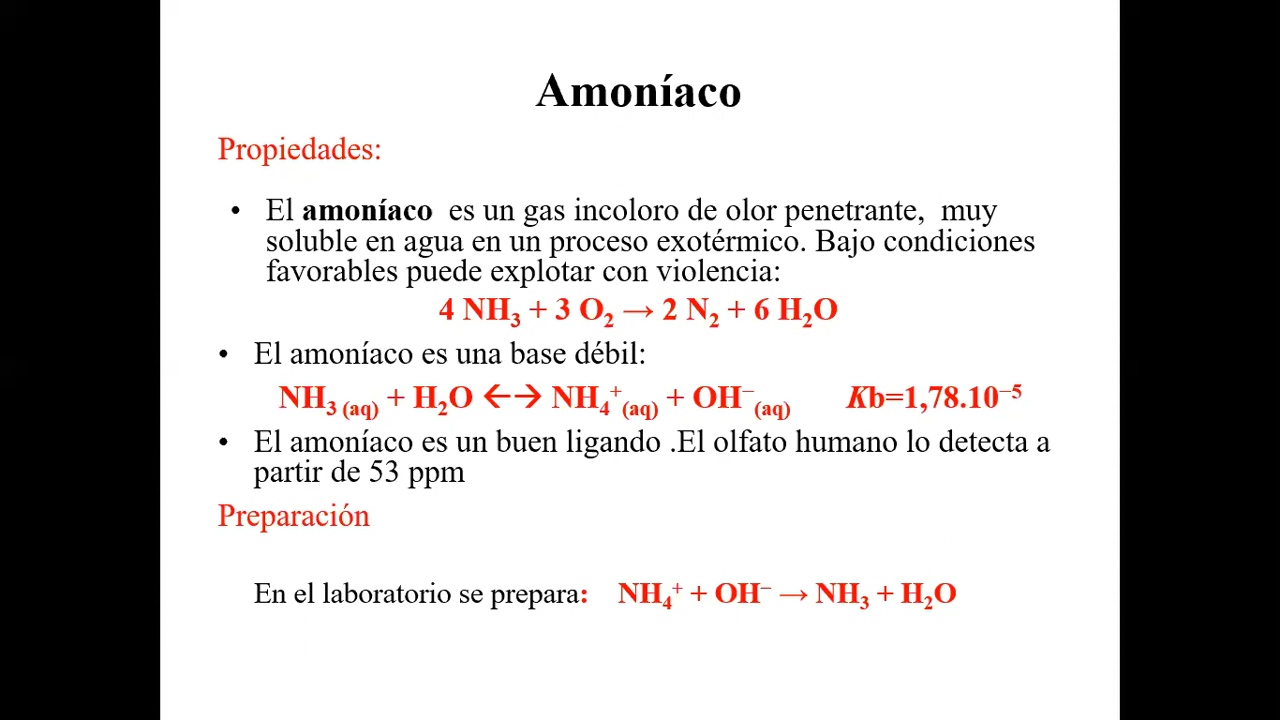 Amoníaco
Propiedades:
• El amoníaco es un gas incoloro de olor penetrante, muy
soluble en agua en un proceso exotérmico. Bajo condiciones
favorables puede explotar con violencia:
4 NH₃ + 3 O₂ → 2 N₂ + 6 H₂O
• El amoníaco es una base débil:
NH₃ (aq) + H₂O ←→ NH₄⁺(aq) + OH⁻(aq) Kb=1,78.10⁻⁵
• El amoníaco es un buen ligando .El olfato humano lo detecta a
partir de 53 ppm
Preparación
En el laboratorio se prepara: NH₄⁺ + OH⁻ → NH₃ + H₂O